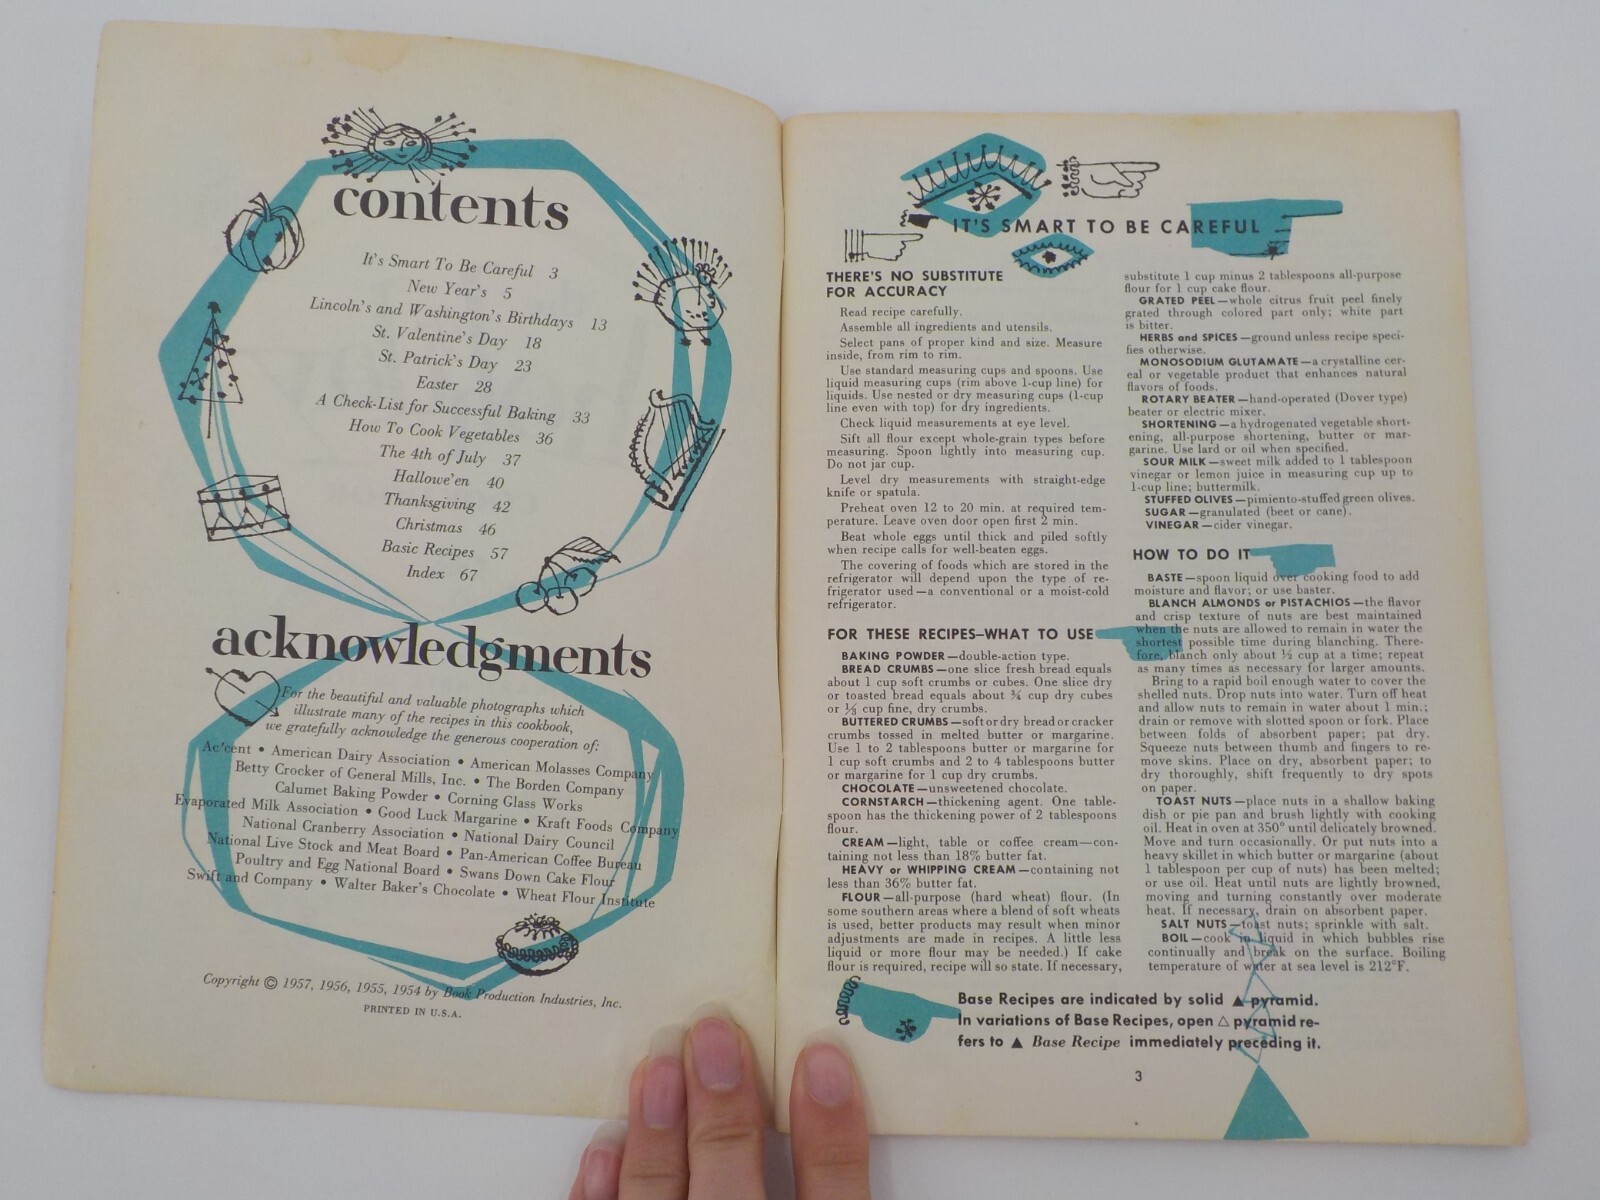 contents
It's Smart To Be Careful 3
New Year's 5
Lincoln's and Washington's Birthdays 13
St. Valentine's Day 18
St. Patrick's Day 23
Easter 28
A Check-List for Successful Baking 33
How To Cook Vegetables 36
The 4th of July 37
Hallowe'en 40
Thanksgiving 42
Christmas 46
Basic Recipes 57
Index 67
acknowledgments
For the beautiful and valuable photographs which
illustrate many of the recipes in this cookbook,
we gratefully acknowledge the generous cooperation of:
Ac'cent • American Dairy Association • American Molasses Company
Betty Crocker of General Mills, Inc. • The Borden Company
Calumet Baking Powder • Corning Glass Works
Evaporated Milk Association • Good Luck Margarine • Kraft Foods Company
National Cranberry Association • National Dairy Council
National Live Stock and Meat Board • Pan-American Coffee Bureau
Poultry and Egg National Board • Swans Down Cake Flour
Swift and Company • Walter Baker's Chocolate • Wheat Flour Institute
Copyright © 1957, 1956, 1955, 1954 by Book Production Industries, Inc.
PRINTED IN U.S.A.
IT'S SMART TO BE CAREFUL
THERE'S NO SUBSTITUTE
FOR ACCURACY
Read recipe carefully.
Assemble all ingredients and utensils.
Select pans of proper kind and size. Measure
inside, from rim to rim.
Use standard measuring cups and spoons. Use
liquid measuring cups (rim above 1-cup line) for
liquids. Use nested or dry measuring cups (1-cup
line even with top) for dry ingredients.
Check liquid measurements at eye level.
Sift all flour except whole-grain types before
measuring. Spoon lightly into measuring cup.
Do not jar cup.
Level dry measurements with straight-edge
knife or spatula.
Preheat oven 12 to 20 min. at required tem-
perature. Leave oven door open first 2 min.
Beat whole eggs until thick and piled softly
when recipe calls for well-beaten eggs.
The covering of foods which are stored in the
refrigerator will depend upon the type of re-
frigerator used—a conventional or a moist-cold
refrigerator.
FOR THESE RECIPES—WHAT TO USE
BAKING POWDER—double-action type.
BREAD CRUMBS—one slice fresh bread equals
about 1 cup soft crumbs or cubes. One slice dry
or toasted bread equals about ¾ cup dry cubes
or ⅓ cup fine, dry crumbs.
BUTTERED CRUMBS—soft or dry bread or cracker
crumbs tossed in melted butter or margarine.
Use 1 to 2 tablespoons butter or margarine for
1 cup soft crumbs and 2 to 4 tablespoons butter
or margarine for 1 cup dry crumbs.
CHOCOLATE—unsweetened chocolate.
CORNSTARCH—thickening agent. One table-
spoon has the thickening power of 2 tablespoons
flour.
CREAM—light, table or coffee cream—con-
taining not less than 18% butter fat.
HEAVY or WHIPPING CREAM—containing not
less than 36% butter fat.
FLOUR—all-purpose (hard wheat) flour. (In
some southern areas where a blend of soft wheats
is used, better products may result when minor
adjustments are made in recipes. A little less
liquid or more flour may be needed.) If cake
flour is required, recipe will so state. If necessary,
substitute 1 cup minus 2 tablespoons all-purpose
flour for 1 cup cake flour.
GRATED PEEL—whole citrus fruit peel finely
grated through colored part only; white part
is bitter.
HERBS and SPICES—ground unless recipe speci-
fies otherwise.
MONOSODIUM GLUTAMATE—a crystalline cer-
eal or vegetable product that enhances natural
flavors of foods.
ROTARY BEATER—hand-operated (Dover type)
beater or electric mixer.
SHORTENING—a hydrogenated vegetable short-
ening, all-purpose shortening, butter or mar-
garine. Use lard or oil when specified.
SOUR MILK—sweet milk added to 1 tablespoon
vinegar or lemon juice in measuring cup up to
1-cup line; buttermilk.
STUFFED OLIVES—pimiento-stuffed green olives.
SUGAR—granulated (beet or cane).
VINEGAR—cider vinegar.
HOW TO DO IT
BASTE—spoon liquid over cooking food to add
moisture and flavor; or use baster.
BLANCH ALMONDS or PISTACHIOS—the flavor
and crisp texture of nuts are best maintained
when the nuts are allowed to remain in water the
shortest possible time during blanching. There-
fore, blanch only about ½ cup at a time; repeat
as many times as necessary for larger amounts.
Bring to a rapid boil enough water to cover the
shelled nuts. Drop nuts into water. Turn off heat
and allow nuts to remain in water about 1 min.;
drain or remove with slotted spoon or fork. Place
between folds of absorbent paper; pat dry.
Squeeze nuts between thumb and fingers to re-
move skins. Place on dry, absorbent paper; to
dry thoroughly, shift frequently to dry spots
on paper.
TOAST NUTS—place nuts in a shallow baking
dish or pie pan and brush lightly with cooking
oil. Heat in oven at 350° until delicately browned.
Move and turn occasionally. Or put nuts into a
heavy skillet in which butter or margarine (about
1 tablespoon per cup of nuts) has been melted;
or use oil. Heat until nuts are lightly browned,
moving and turning constantly over moderate
heat. If necessary, drain on absorbent paper.
SALT NUTS—toast nuts; sprinkle with salt.
BOIL—cook in liquid in which bubbles rise
continually and break on the surface. Boiling
temperature of water at sea level is 212°F.
Base Recipes are indicated by solid ▲ pyramid.
In variations of Base Recipes, open △ pyramid re-
fers to ▲ Base Recipe immediately preceding it.
3